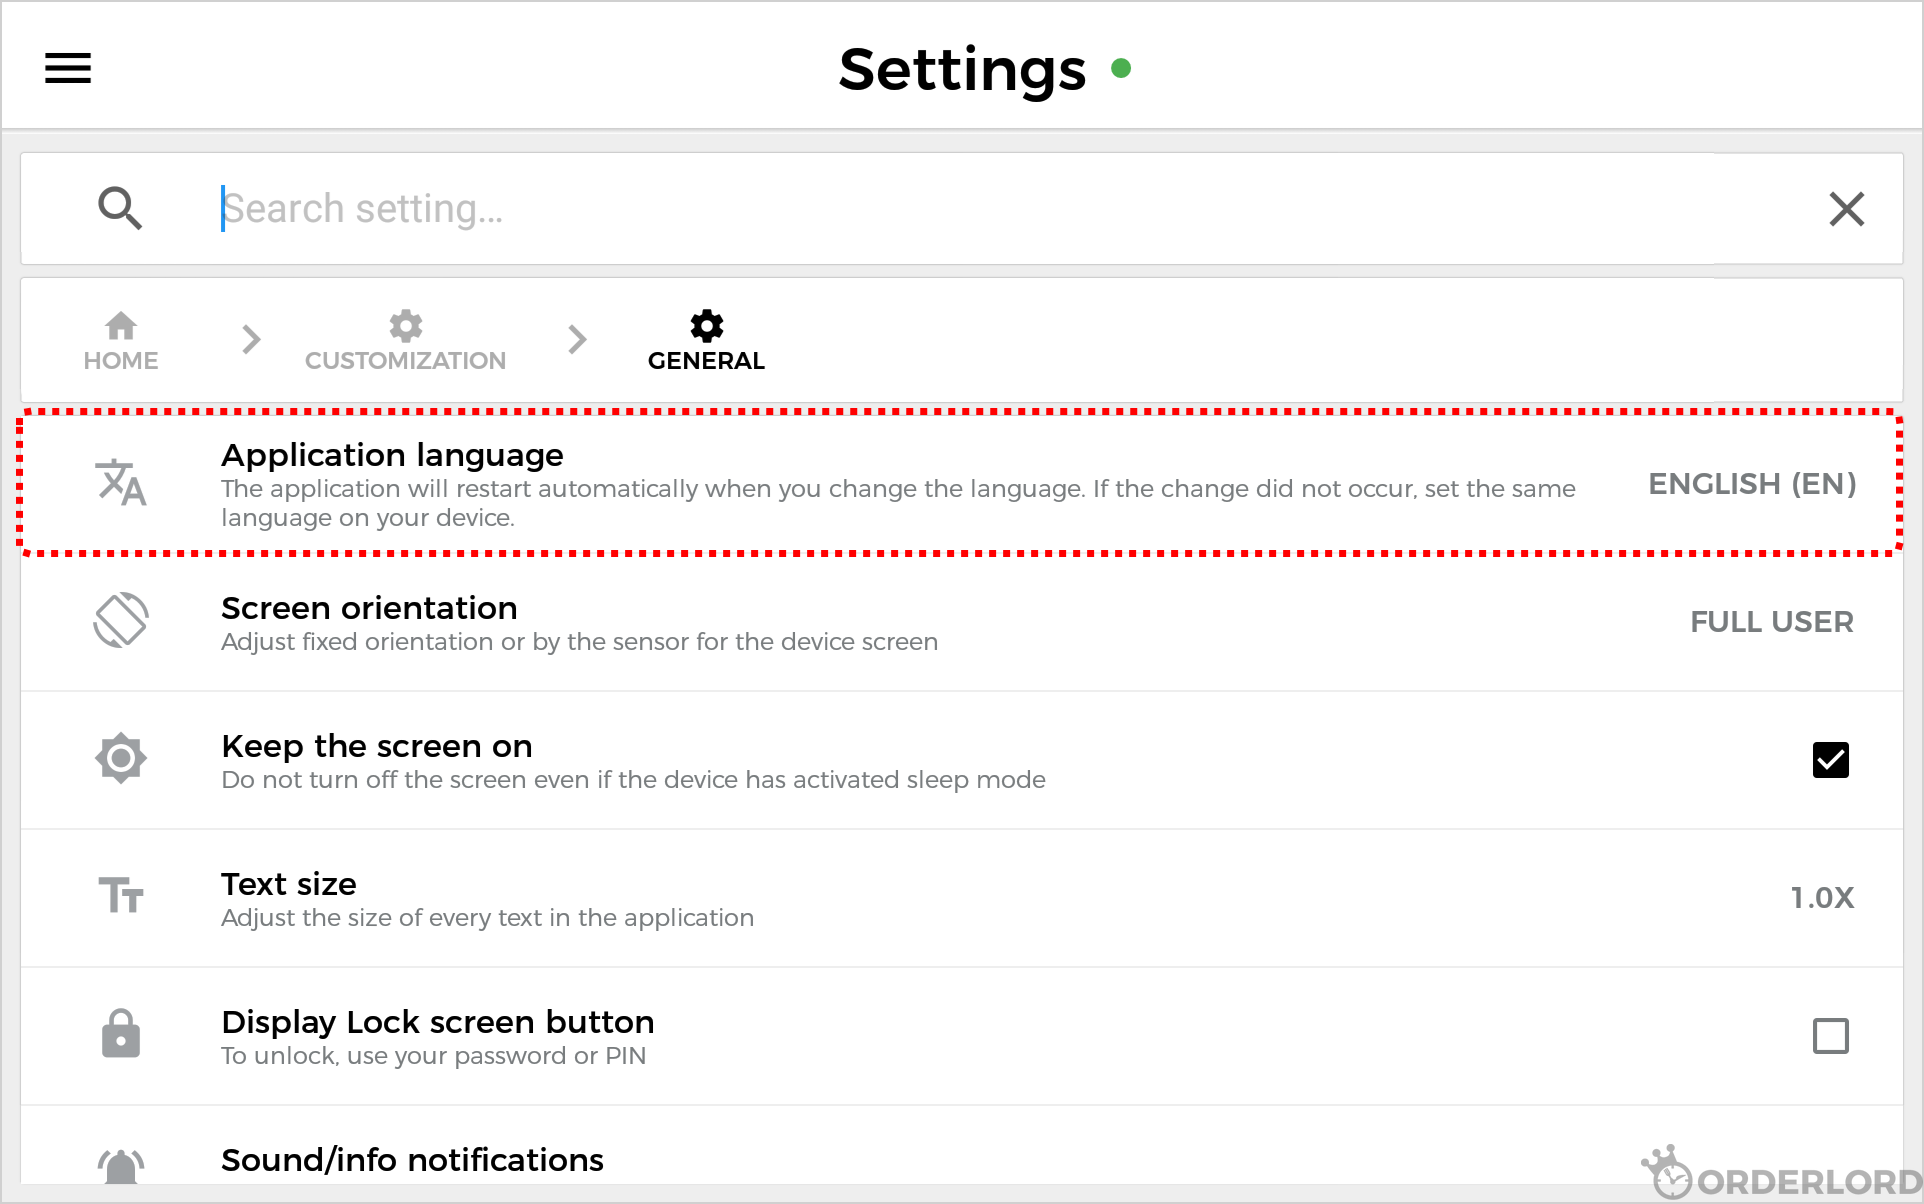 Settings
Search setting...
HOME
CUSTOMIZATION
GENERAL
Application language
The application will restart automatically when you change the language. If the change did not occur, set the same
language on your device.
ENGLISH (EN)
Screen orientation
Adjust fixed orientation or by the sensor for the device screen
FULL USER
Keep the screen on
Do not turn off the screen even if the device has activated sleep mode
Text size
Adjust the size of every text in the application
1.0X
Display Lock screen button
To unlock, use your password or PIN
Sound/info notifications
ORDERLORD